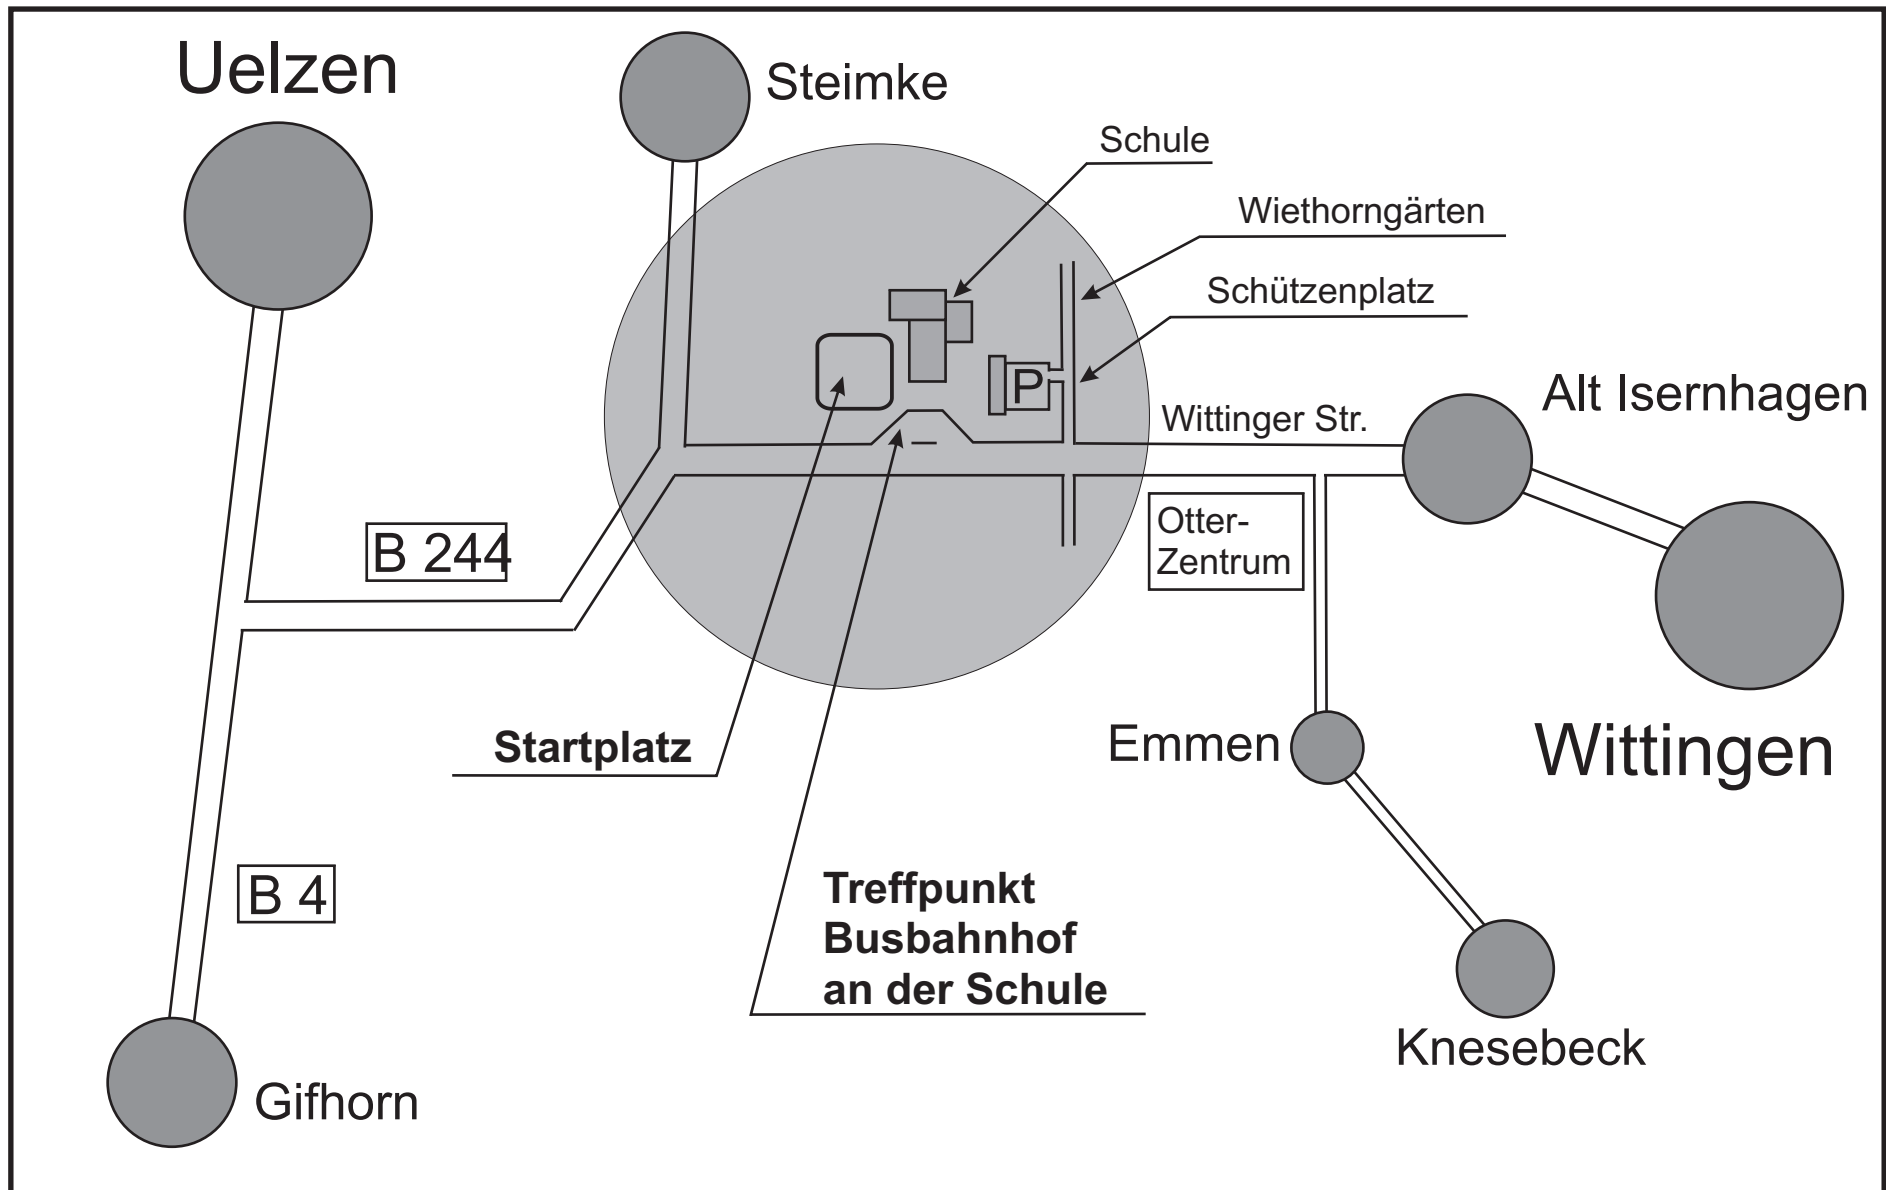 Uelzen
Steimke
Schule
Wiethorngärten
Schützenplatz
P
Alt Isernhagen
Wittinger Str.
Otter-
Zentrum
B 244
Startplatz
Emmen
Wittingen
B 4
Treffpunkt
Busbahnhof
an der Schule
Knesebeck
Gifhorn